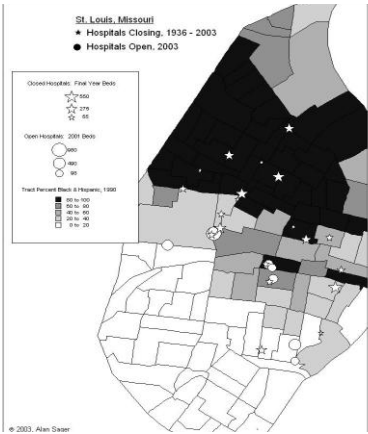 St. Louis, Missouri
★ Hospitals Closing, 1936 - 2003
● Hospitals Open, 2003
Closed Hospitals: Final Year Beds
550
275
55
Open Hospitals: 2001 Beds
Tract Percent Black & Hispanic, 1990
80 to 100
60 to 80
40 to 60
20 to 40
0 to 20
© 2003, Alan Sager